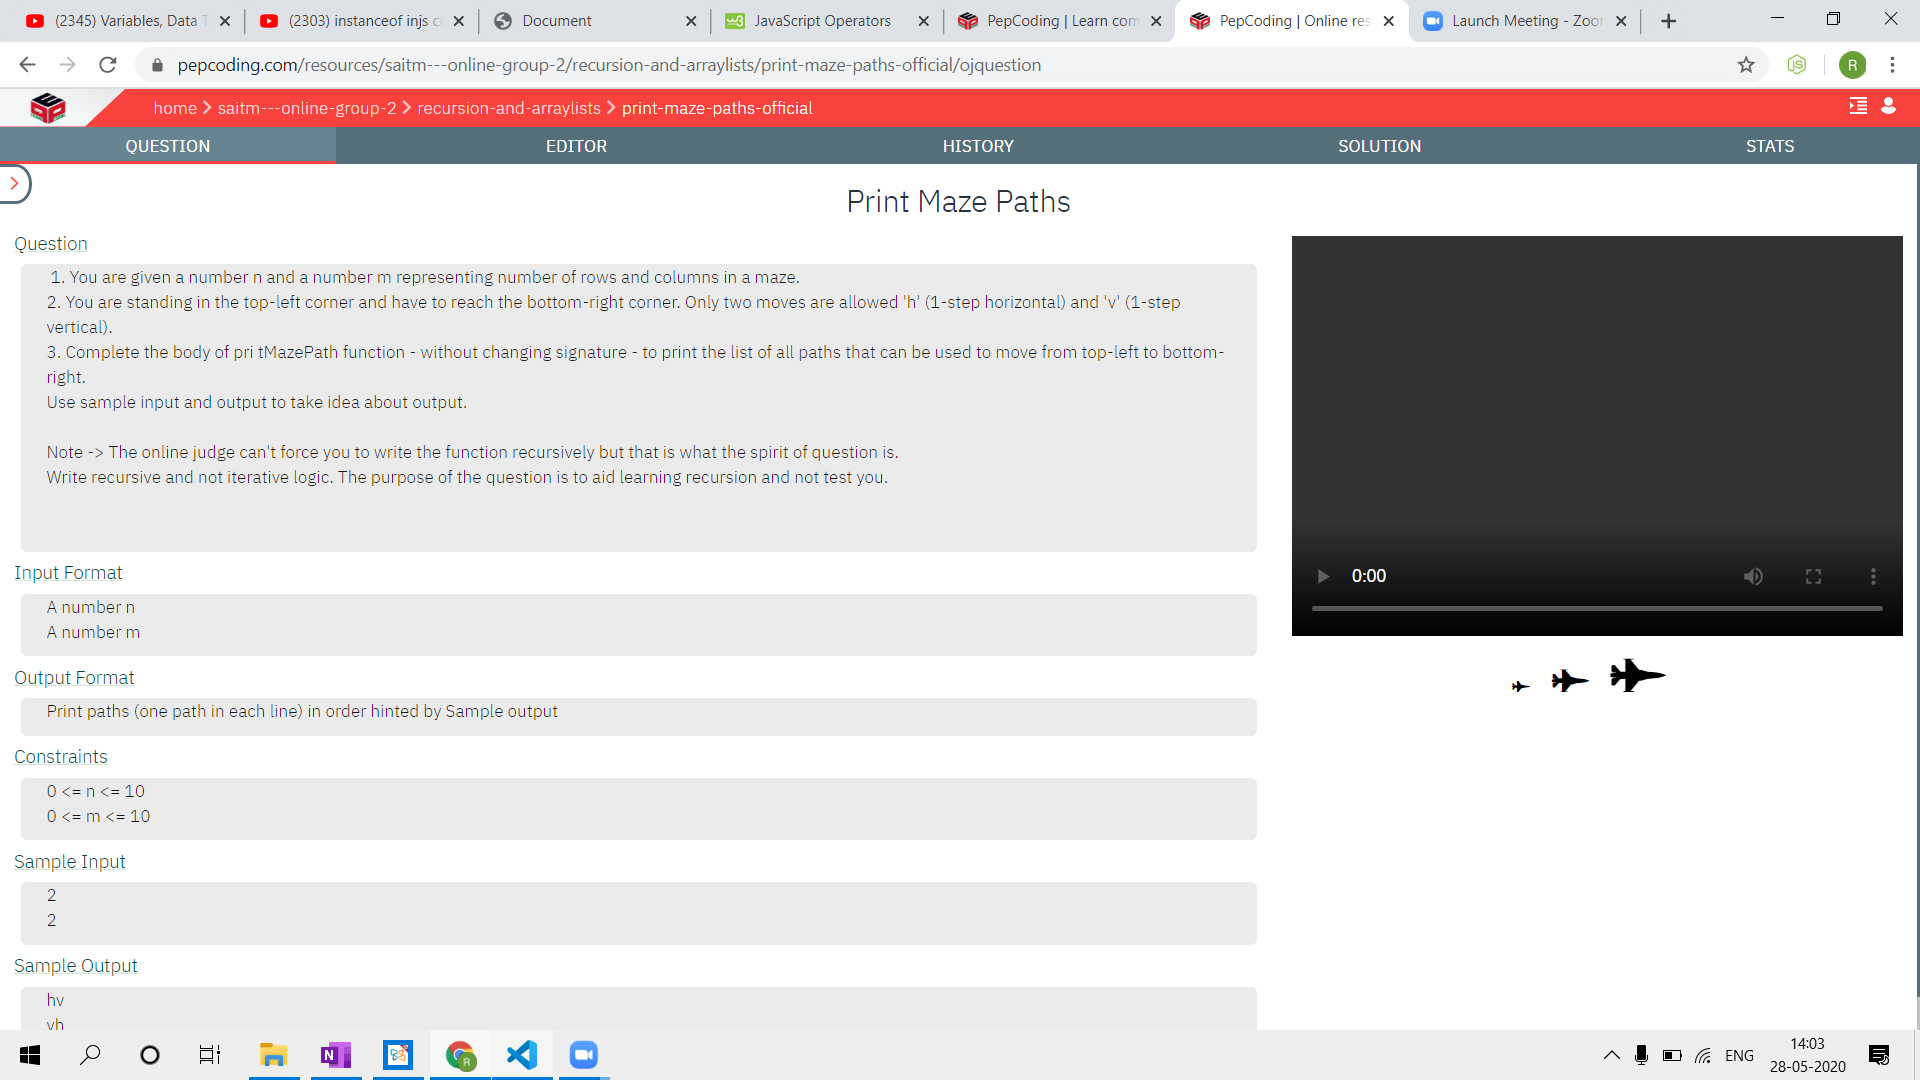 (2345) Variables, Data T
(2303) instanceof injs c
Document
JavaScript Operators
PepCoding | Learn com
PepCoding | Online res
Launch Meeting - Zoo
pepcoding.com/resources/saitm---online-group-2/recursion-and-arraylists/print-maze-paths-official/ojquestion
R
home > saitm---online-group-2 > recursion-and-arraylists > print-maze-paths-official
QUESTION
EDITOR
HISTORY
SOLUTION
STATS
Print Maze Paths
Question
1. You are given a number n and a number m representing number of rows and columns in a maze.
2. You are standing in the top-left corner and have to reach the bottom-right corner. Only two moves are allowed 'h' (1-step horizontal) and 'v' (1-step
vertical).
3. Complete the body of pri tMazePath function - without changing signature - to print the list of all paths that can be used to move from top-left to bottom-
right.
Use sample input and output to take idea about output.
Note -> The online judge can't force you to write the function recursively but that is what the spirit of question is.
Write recursive and not iterative logic. The purpose of the question is to aid learning recursion and not test you.
0:00
Input Format
A number n
A number m
Output Format
Print paths (one path in each line) in order hinted by Sample output
Constraints
0 <= n <= 10
0 <= m <= 10
Sample Input
2
2
Sample Output
hv
vh
ENG
14:03
28-05-2020